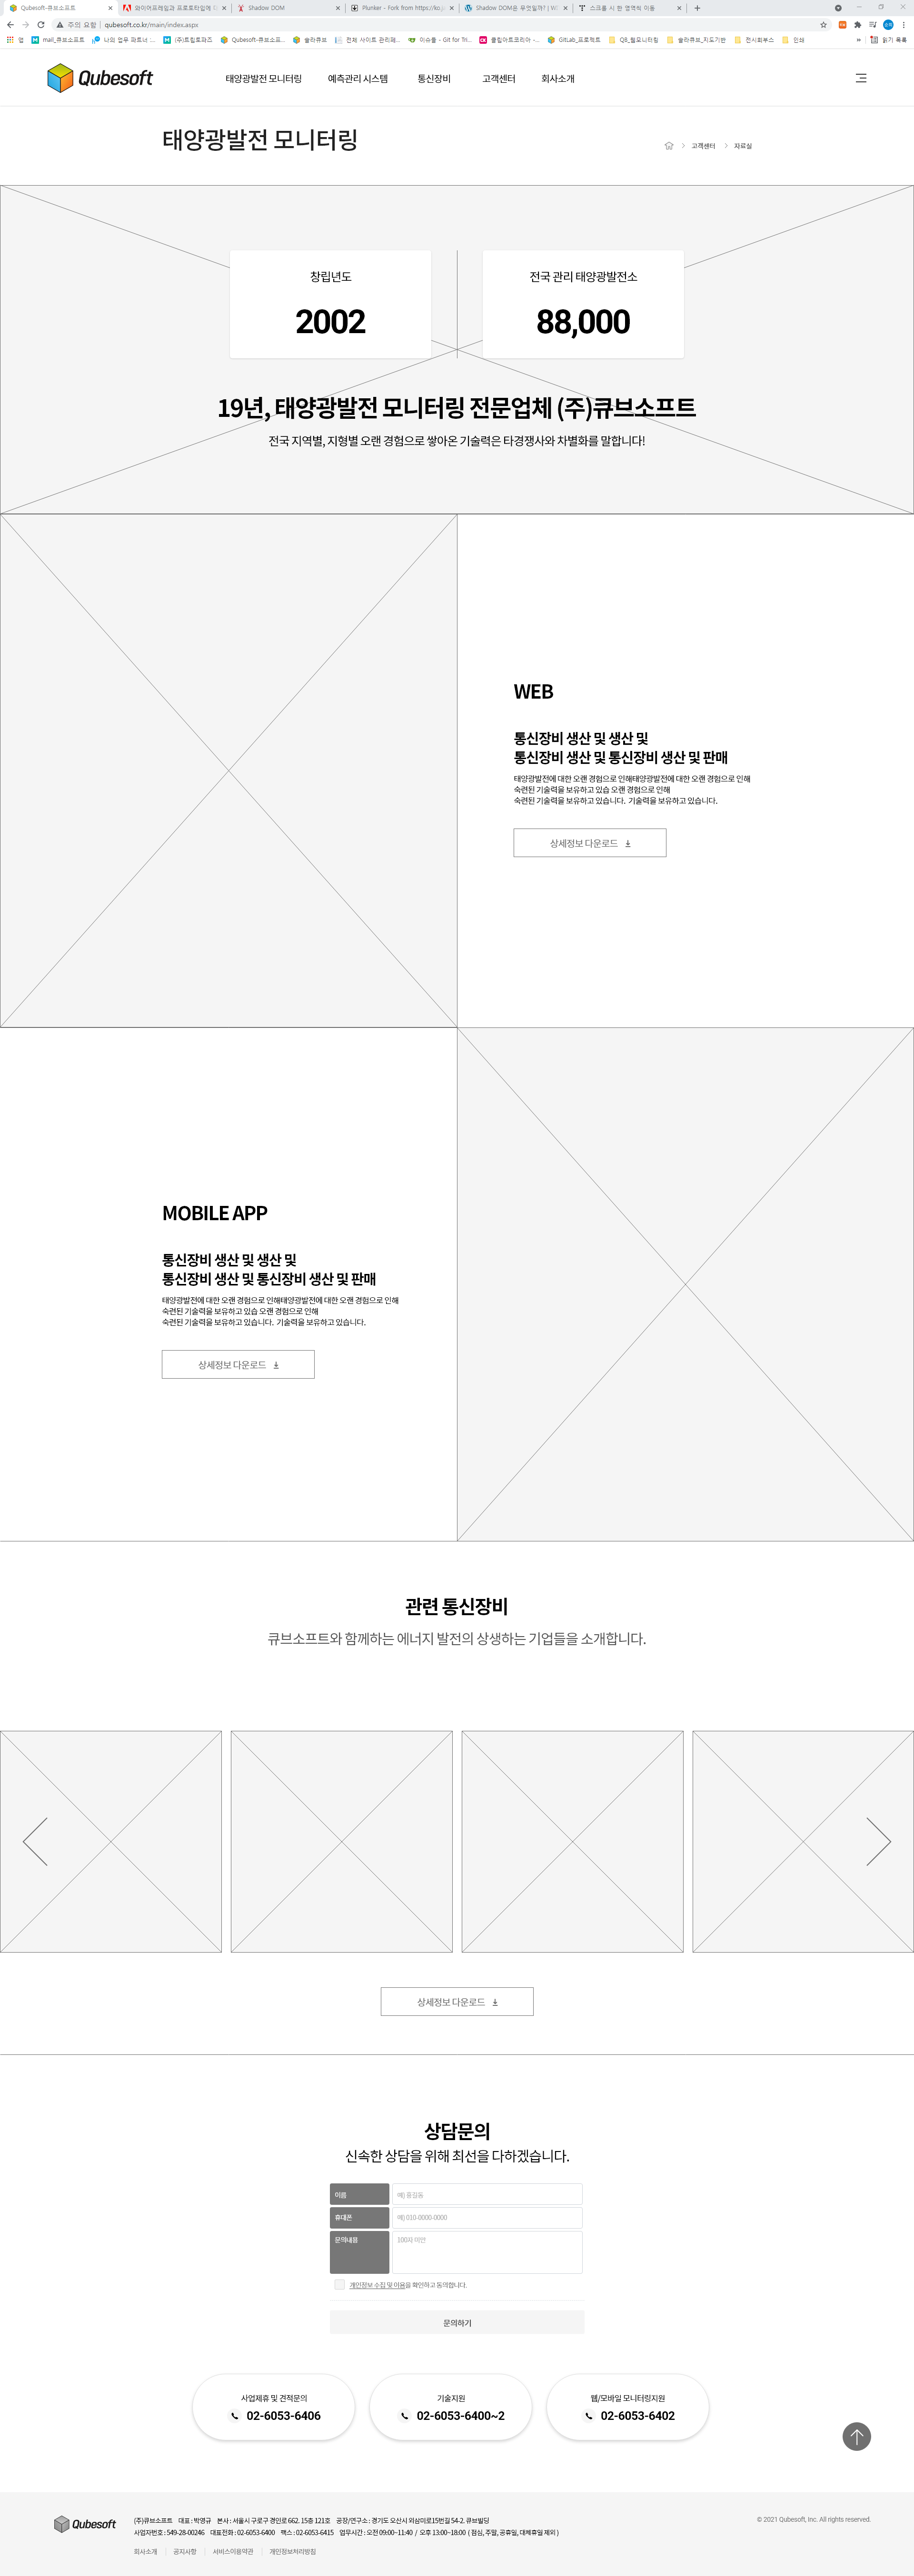 Qubesoft-큐브소프트
와이어프레임과 프로토타입에 대
Shadow DOM
Plunker - Fork from https://ko.j
Shadow DOM은 무엇일까? | WI
스크롤 시 한 영역씩 이동
주의 요함 | qubesoft.co.kr/main/index.aspx
앱
mail_큐브소프트
나의 업무 파트너 :...
(주)트립토파즈
Qubesoft-큐브소프...
솔라큐브
전체 사이트 관리페...
이슈들 - Git for Tri...
클립아트코리아 -...
GitLab_프로젝트
Q8_웹모니터링
솔라큐브_지도기반
전시회부스
인쇄
»
읽기 목록
Qubesoft
태양광발전 모니터링
예측관리 시스템
통신장비
고객센터
회사소개
태양광발전 모니터링
고객센터
자료실
창립년도
2002
전국 관리 태양광발전소
88,000
19년, 태양광발전 모니터링 전문업체 (주)큐브소프트
전국 지역별, 지형별 오랜 경험으로 쌓아온 기술력은 타경쟁사와 차별화를 말합니다!
WEB
통신장비 생산 및 생산 및
통신장비 생산 및 통신장비 생산 및 판매
태양광발전에 대한 오랜 경험으로 인해태양광발전에 대한 오랜 경험으로 인해
숙련된 기술력을 보유하고 있습 오랜 경험으로 인해
숙련된 기술력을 보유하고 있습니다. 기술력을 보유하고 있습니다.
상세정보 다운로드
MOBILE APP
통신장비 생산 및 생산 및
통신장비 생산 및 통신장비 생산 및 판매
태양광발전에 대한 오랜 경험으로 인해태양광발전에 대한 오랜 경험으로 인해
숙련된 기술력을 보유하고 있습 오랜 경험으로 인해
숙련된 기술력을 보유하고 있습니다. 기술력을 보유하고 있습니다.
상세정보 다운로드
관련 통신장비
큐브소프트와 함께하는 에너지 발전의 상생하는 기업들을 소개합니다.
상세정보 다운로드
상담문의
신속한 상담을 위해 최선을 다하겠습니다.
이름
예) 홍길동
휴대폰
예) 010-0000-0000
문의내용
100자 미만
개인정보 수집 및 이용을 확인하고 동의합니다.
문의하기
사업제휴 및 견적문의
02-6053-6406
기술지원
02-6053-6400~2
웹/모바일 모니터링지원
02-6053-6402
Qubesoft
(주)큐브소프트 대표 : 박영규 본사 : 서울시 구로구 경인로 662. 15층 121호 공장/연구소 : 경기도 오산시 외삼미로15번길 54-2. 큐브빌딩
사업자번호 : 549-28-00246 대표전화 : 02-6053-6400 팩스 : 02-6053-6415 업무시간 : 오전 09:00~11:40 / 오후 13:00~18:00 ( 점심, 주말, 공휴일, 대체휴일 제외 )
회사소개 | 공지사항 | 서비스이용약관 | 개인정보처리방침
© 2021 Qubesoft, Inc. All rights reserved.